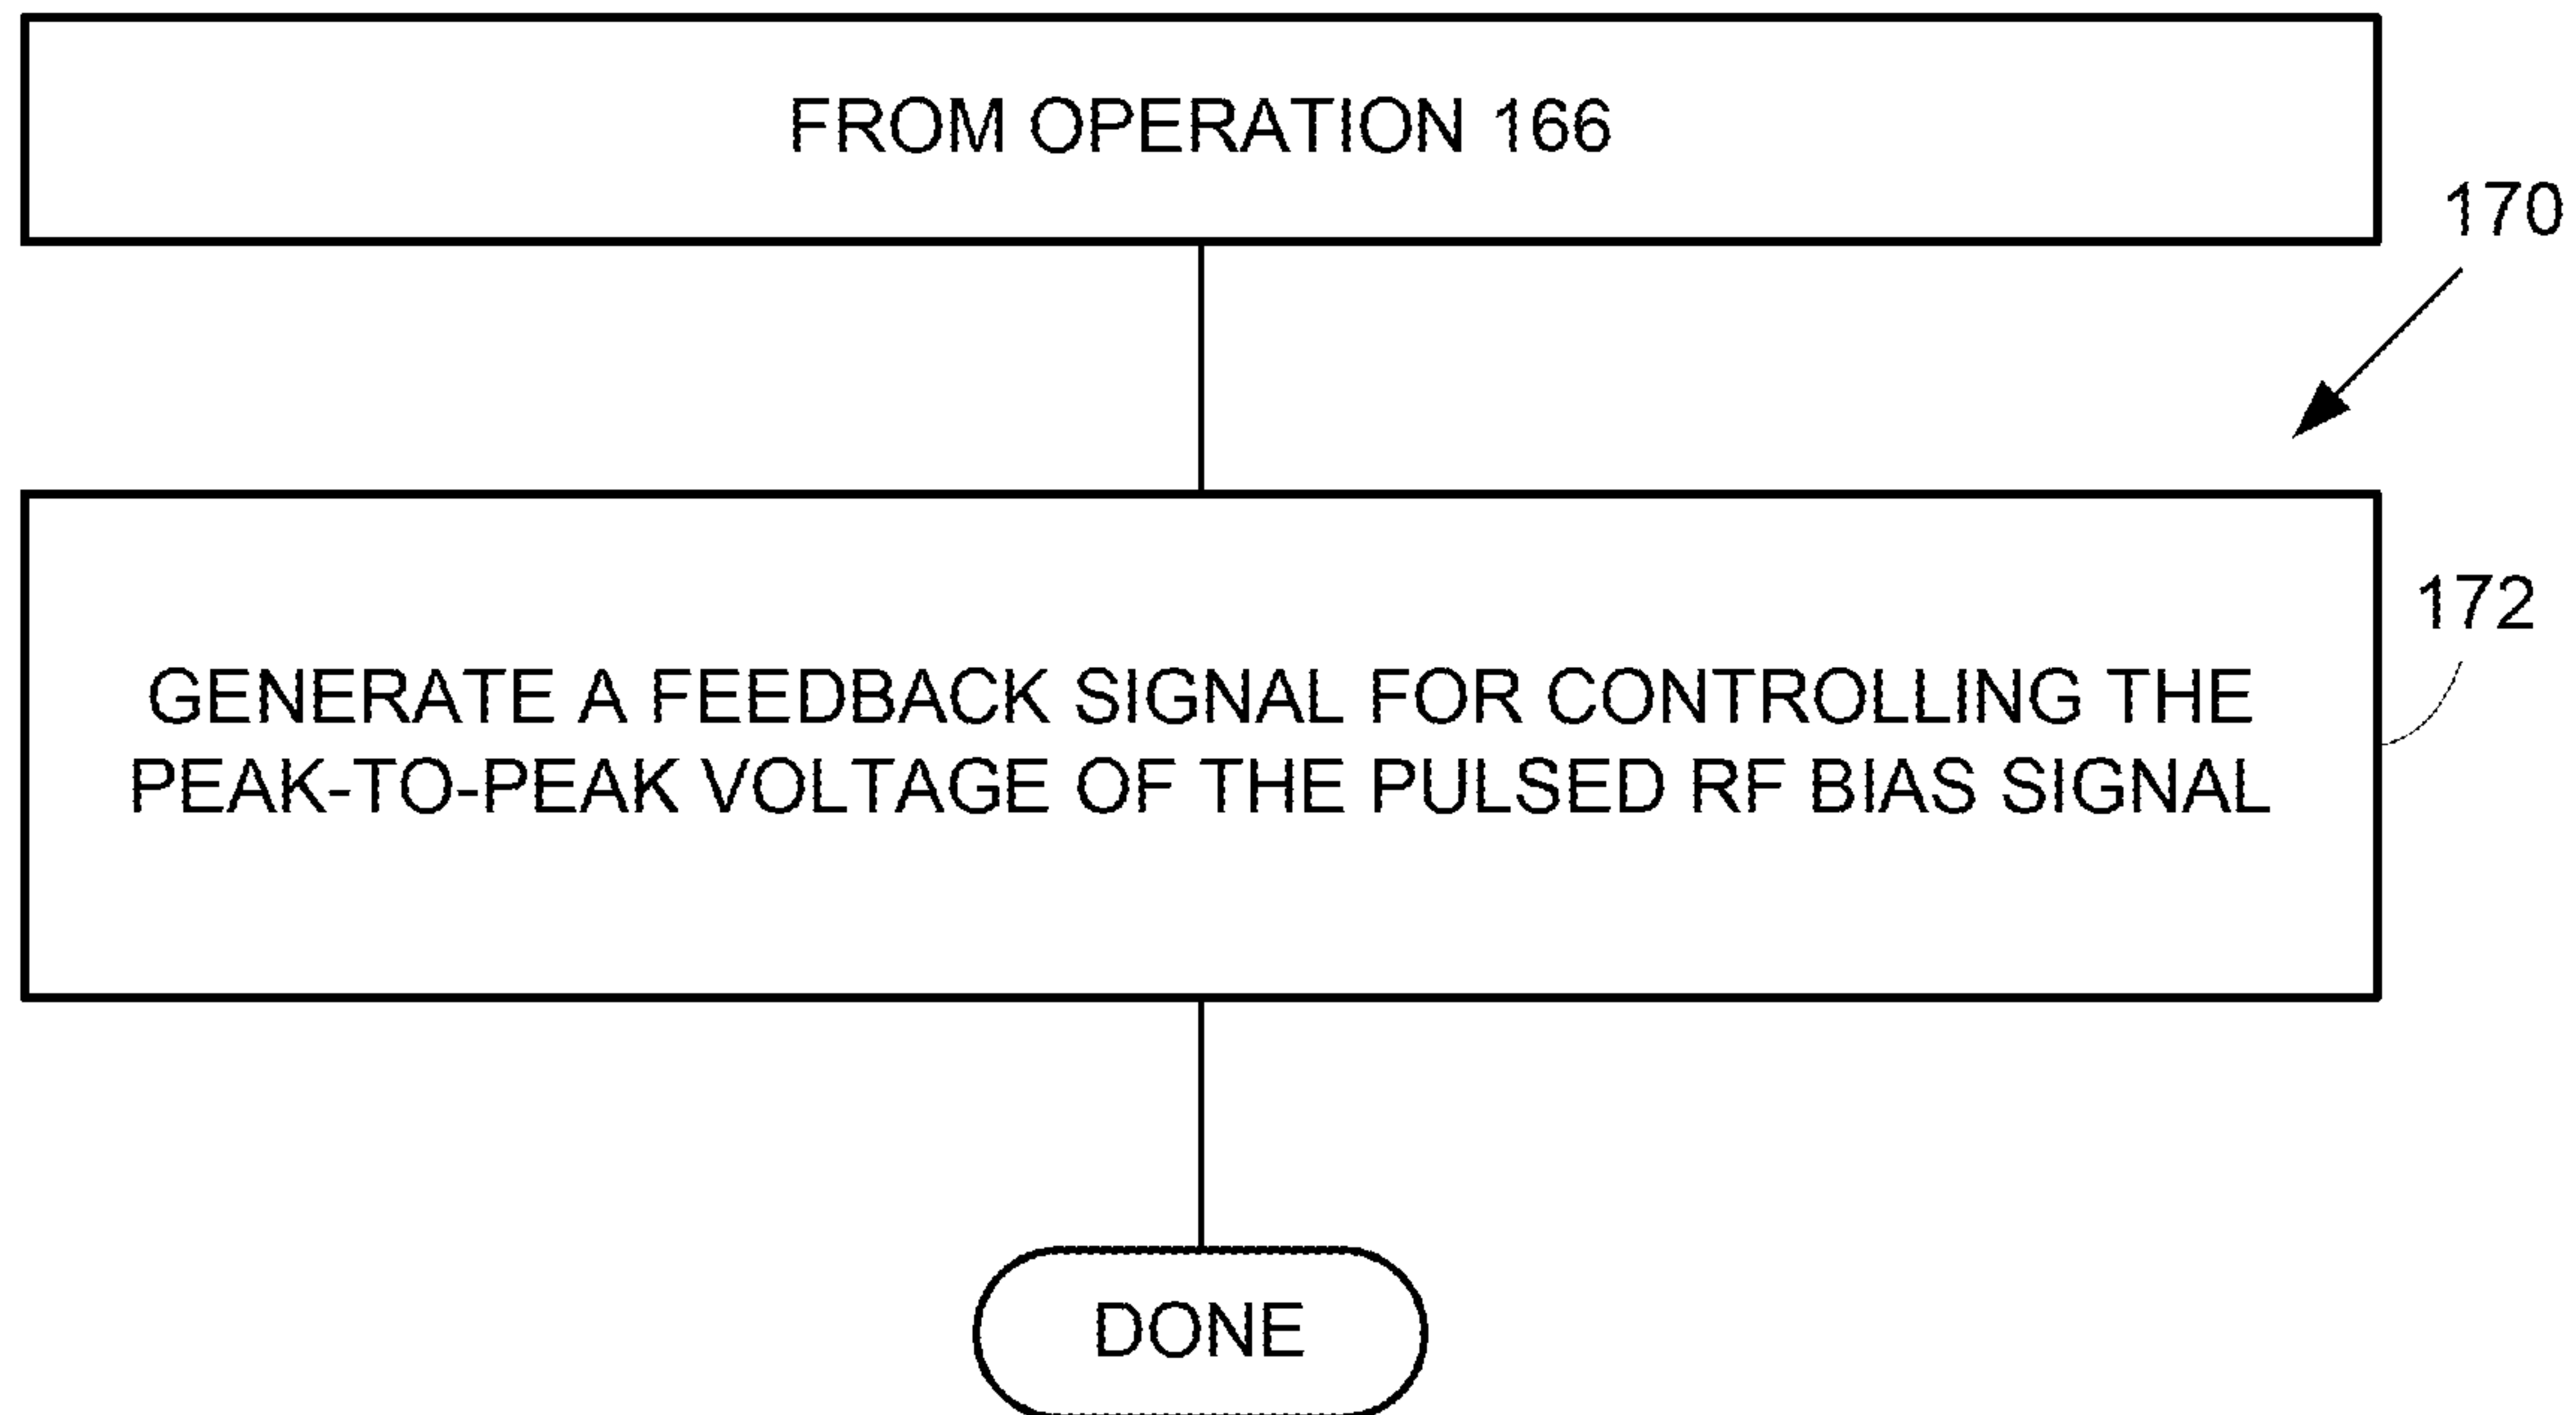 FROM OPERATION 166
170
172
GENERATE A FEEDBACK SIGNAL FOR CONTROLLING THE
PEAK-TO-PEAK VOLTAGE OF THE PULSED RF BIAS SIGNAL
DONE